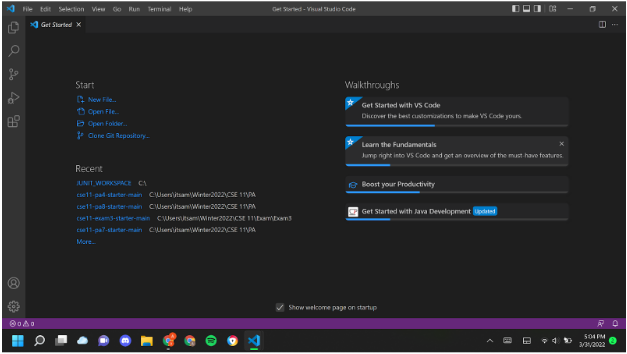 File Edit Selection View Go Run Terminal Help
Get Started - Visual Studio Code
Get Started
Start
New File...
Open File...
Open Folder...
Clone Git Repository...
Recent
JUNIT_WORKSPACE C:\
cse11-pa4-starter-main C:\Users\itsam\Winter2022\CSE 11\PA
cse11-pa8-starter-main C:\Users\itsam\Winter2022\CSE 11\PA
cse11-exam3-starter-main C:\Users\itsam\Winter2022\CSE 11\Exam\Exam3
cse11-pa7-starter-main C:\Users\itsam\Winter2022\CSE 11\PA
More...
Walkthroughs
Get Started with VS Code
Discover the best customizations to make VS Code yours.
Learn the Fundamentals
Jump right into VS Code and get an overview of the must-have features.
Boost your Productivity
Get Started with Java Development Updated
Show welcome page on startup
0 0
5:04 PM
3/31/2022
2